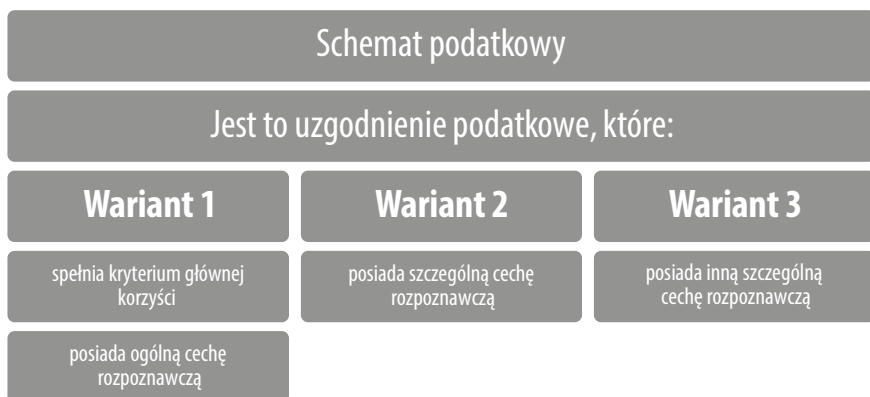 Schemat podatkowy
Jest to uzgodnienie podatkowe, które:
Wariant 1
spełnia kryterium głównej
korzyści
posiada ogólną cechę
rozpoznawczą
Wariant 2
posiada szczególną cechę
rozpoznawczą
Wariant 3
posiada inną szczególną
cechę rozpoznawczą